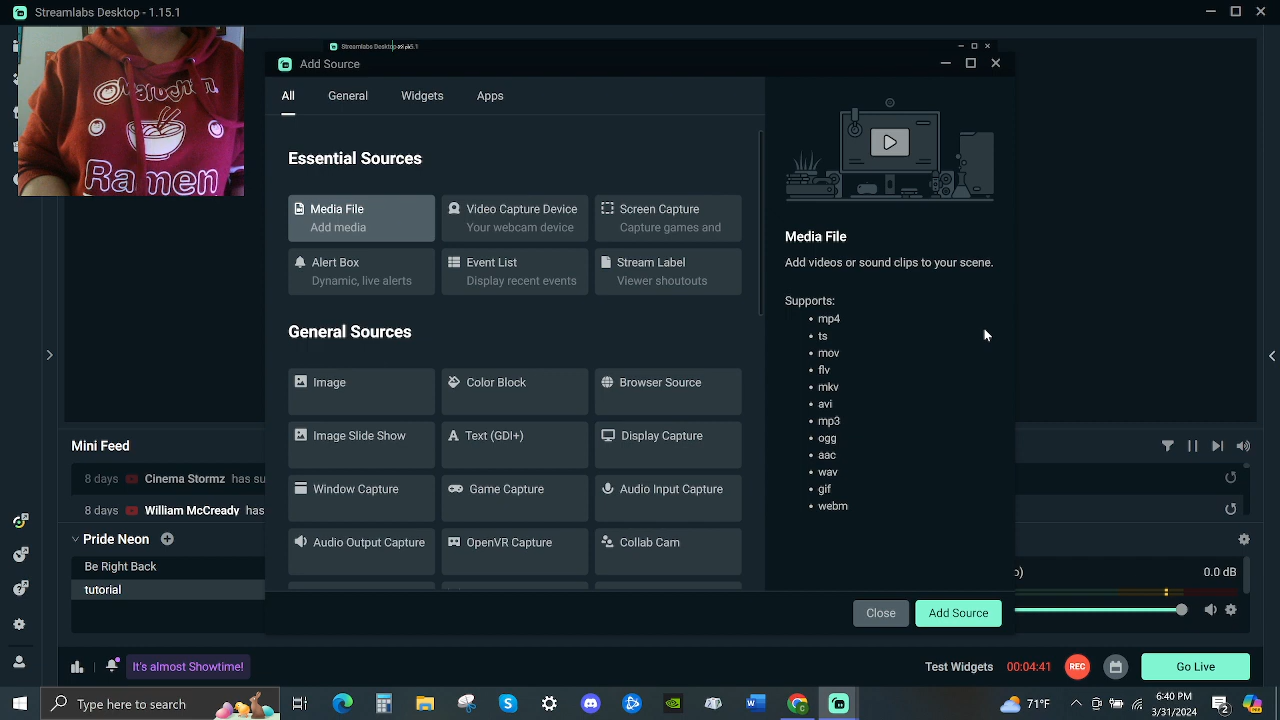 Streamlabs Desktop - 1.15.1
Maruchan
Ramen
Add Source
All
General
Widgets
Apps
Essential Sources
Media File
Add media
Video Capture Device
Your webcam device
Screen Capture
Capture games and
Alert Box
Dynamic, live alerts
Event List
Display recent events
Stream Label
Viewer shoutouts
General Sources
Image
Color Block
Browser Source
Image Slide Show
Text (GDI+)
Display Capture
Window Capture
Game Capture
Audio Input Capture
Audio Output Capture
OpenVR Capture
Collab Cam
Media File
Add videos or sound clips to your scene.
Supports:
mp4
ts
mov
flv
mkv
avi
mp3
ogg
aac
wav
gif
webm
Close
Add Source
Mini Feed
8 days Cinema Stormz has su
8 days William McCready has
Pride Neon
Be Right Back
tutorial
0.0 dB
It's almost Showtime!
Test Widgets
00:04:41
REC
Go Live
Type here to search
71°F
6:40 PM
3/31/2024
2